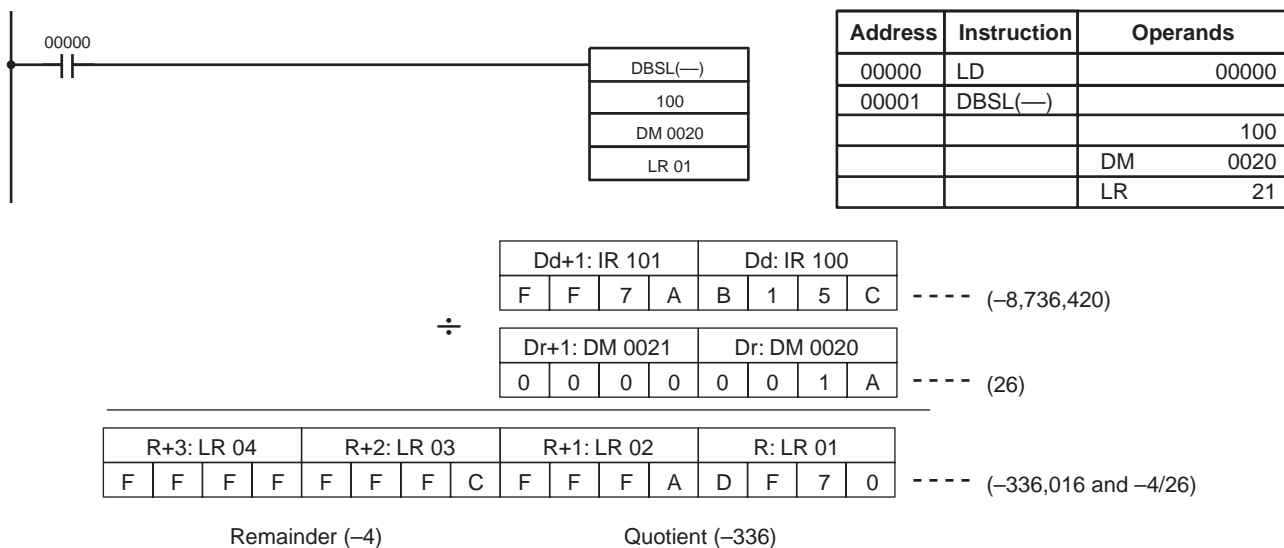 00000
DBSL(––)
100
DM 0020
LR 01
Address Instruction Operands
00000 LD 00000
00001 DBSL(––)
100
DM 0020
LR 21
Dd+1: IR 101 Dd: IR 100
F F 7 A B 1 5 C - - - - (–8,736,420)
÷
Dr+1: DM 0021 Dr: DM 0020
0 0 0 0 0 0 1 A - - - - (26)
R+3: LR 04 R+2: LR 03 R+1: LR 02 R: LR 01
F F F F F F F C F F F A D F 7 0 - - - - (–336,016 and –4/26)
Remainder (–4) Quotient (–336)